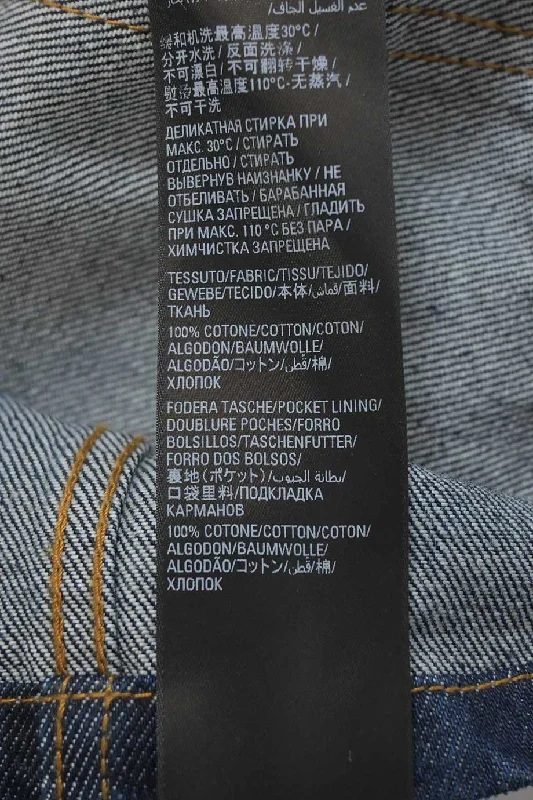 عدم الغسيل الجاف/
缓和机洗最高温度30°C/
分开水洗/反面洗涤/
不可漂白/不可翻转干燥/
熨烫最高温度110°C-无蒸汽/
不可干洗
ДЕЛИКАТНАЯ СТИРКА ПРИ
МАКС. 30°C / СТИРАТЬ
ОТДЕЛЬНО / СТИРАТЬ
ВЫВЕРНУВ НАИЗНАНКУ / НЕ
ОТБЕЛИВАТЬ / БАРАБАННАЯ
СУШКА ЗАПРЕЩЕНА / ГЛАДИТЬ
ПРИ МАКС. 110 °C БЕЗ ПАРА /
ХИМЧИСТКА ЗАПРЕЩЕНА
TESSUTO/FABRIC/TISSU/TEJIDO/
GEWEBE/TECIDO/本体/قماش/面料/
ТКАНЬ
100% COTONE/COTTON/COTON/
ALGODON/BAUMWOLLE/
ALGODÃO/コットン/قطن/棉/
ХЛОПОК
FODERA TASCHE/POCKET LINING/
DOUBLURE POCHES/FORRO
BOLSILLOS/TASCHENFUTTER/
FORRO DOS BOLSOS/
裏地(ポケット)/بطانة الجيوب/
口袋里料/ПОДКЛАДКА
КАРМАНОВ
100% COTONE/COTTON/COTON/
ALGODON/BAUMWOLLE/
ALGODÃO/コットン/قطن/棉/
ХЛОПОК